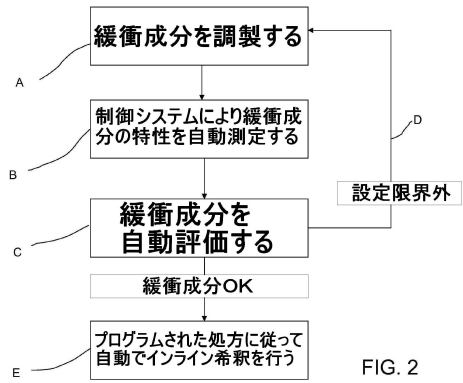 緩衝成分を調製する
A
制御システムにより緩衝成
分の特性を自動測定する
B
D
設定限界外
緩衝成分を
自動評価する
C
緩衝成分OK
プログラムされた処方に従って
自動でインライン希釈を行う
E
FIG. 2